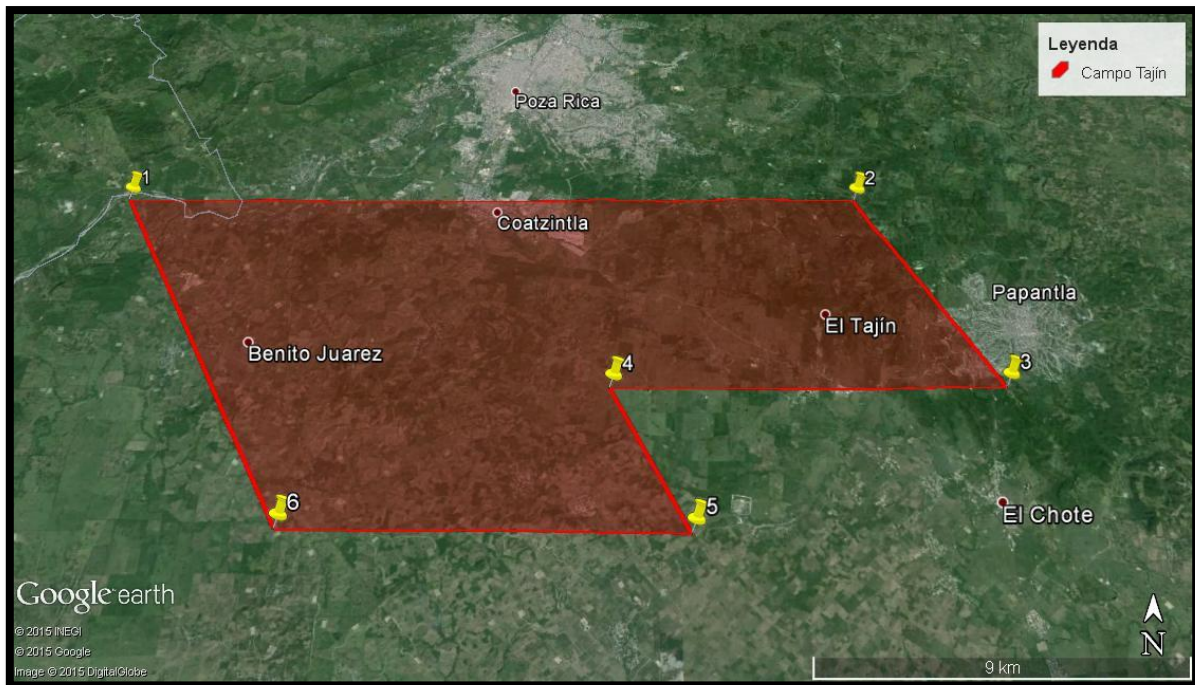 Leyenda
Campo Tajín
Poza Rica
1
2
Coatzintla
Papantla
El Tajín
Benito Juarez
4
3
6
5
El Chote
Google earth
© 2015 INEGI
© 2015 Google
Image © 2015 DigitalGlobe
N
9 km